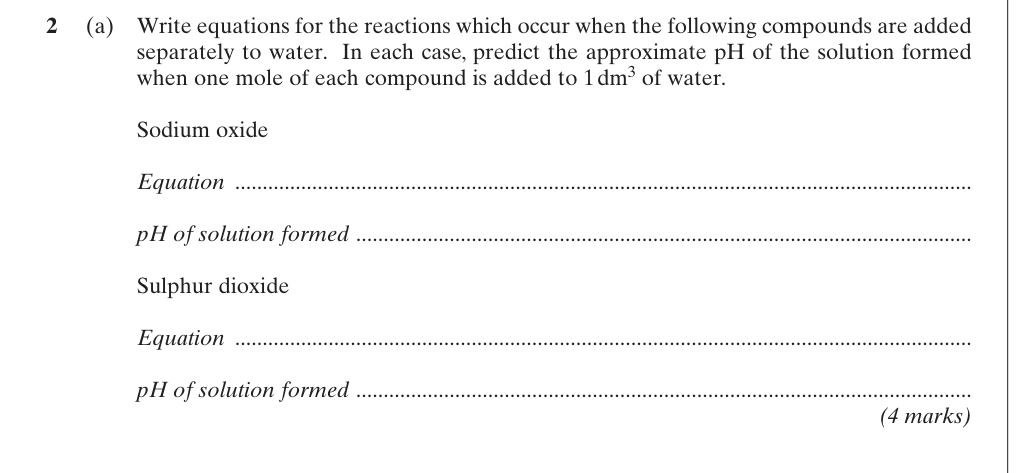 2 (a) Write equations for the reactions which occur when the following compounds are added
separately to water. In each case, predict the approximate pH of the solution formed
when one mole of each compound is added to 1 dm³ of water.
Sodium oxide
Equation ....................................................................................................................................
pH of solution formed ..............................................................................................................
Sulphur dioxide
Equation ....................................................................................................................................
pH of solution formed ..............................................................................................................
(4 marks)